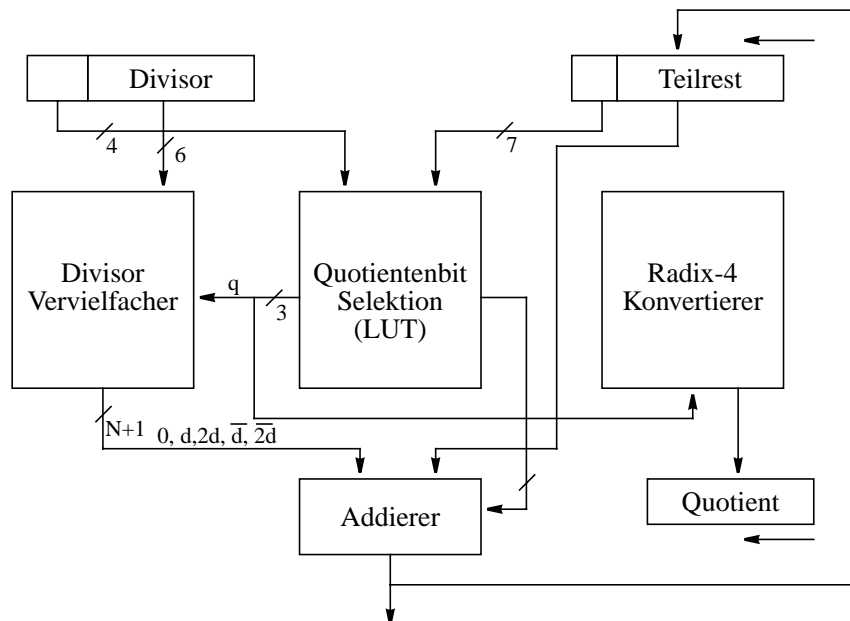 Divisor
Teilrest
4
6
7
Divisor
Vervielfacher
q
3
Quotientenbit
Selektion
(LUT)
Radix-4
Konvertierer
N+1
0, d,2d, d̅, 2̅d̅
Addierer
Quotient